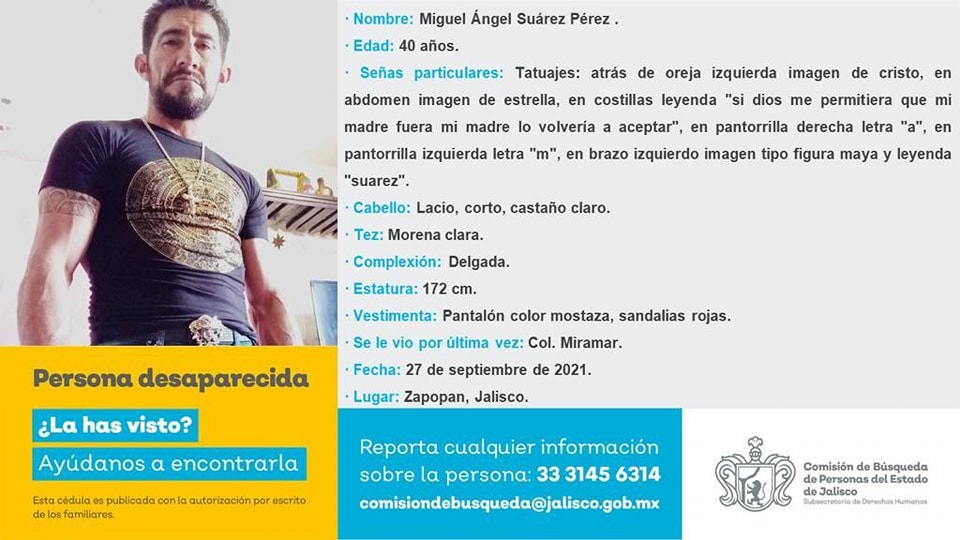 · Nombre: Miguel Ángel Suárez Pérez .
· Edad: 40 años.
· Señas particulares: Tatuajes: atrás de oreja izquierda imagen de cristo, en
abdomen imagen de estrella, en costillas leyenda "si dios me permitiera que mi
madre fuera mi madre lo volvería a aceptar", en pantorrilla derecha letra "a", en
pantorrilla izquierda letra "m", en brazo izquierdo imagen tipo figura maya y leyenda
"suarez".
· Cabello: Lacio, corto, castaño claro.
· Tez: Morena clara.
· Complexión: Delgada.
· Estatura: 172 cm.
· Vestimenta: Pantalón color mostaza, sandalias rojas.
· Se le vio por última vez: Col. Miramar.
· Fecha: 27 de septiembre de 2021.
· Lugar: Zapopan, Jalisco.
Persona desaparecida
¿La has visto?
Ayúdanos a encontrarla
Esta cédula es publicada con la autorización por escrito
de los familiares.
Reporta cualquier información
sobre la persona: 33 3145 6314
comisiondebusqueda@jalisco.gob.mx
Comisión de Búsqueda
de Personas del Estado
de Jalisco
Subsecretaría de Derechos Humanos